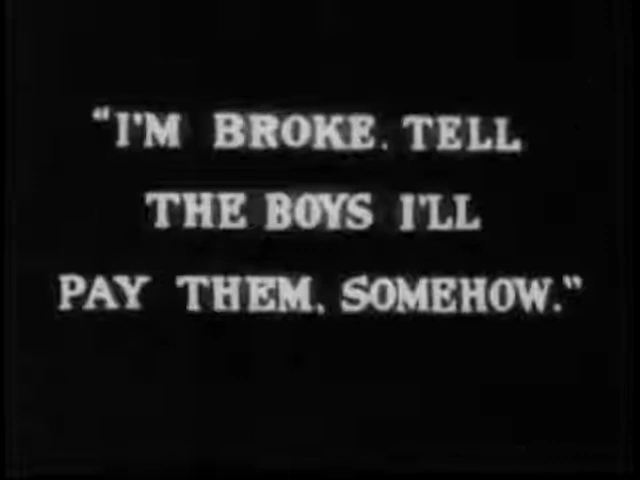 “I'M BROKE. TELL
THE BOYS I'LL
PAY THEM, SOMEHOW.”